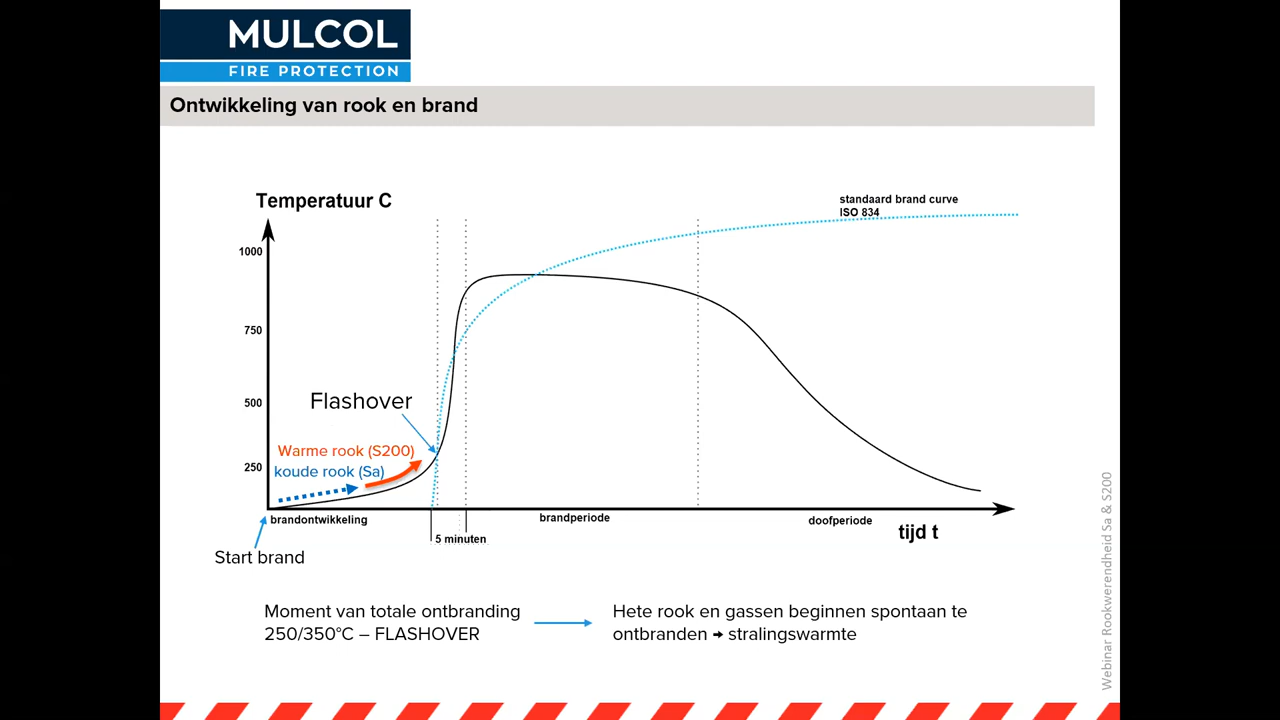 MULCOL
FIRE PROTECTION
Ontwikkeling van rook en brand
Temperatuur C
standaard brand curve
ISO 834
1000
750
500
250
Flashover
Warme rook (S200)
koude rook (Sa)
brandontwikkeling
brandperiode
doofperiode
tijd t
5 minuten
Start brand
Moment van totale ontbranding
250/350°C – FLASHOVER
Hete rook en gassen beginnen spontaan te
ontbranden → stralingswarmte
Webinar Rookwerendheid Sa & S200